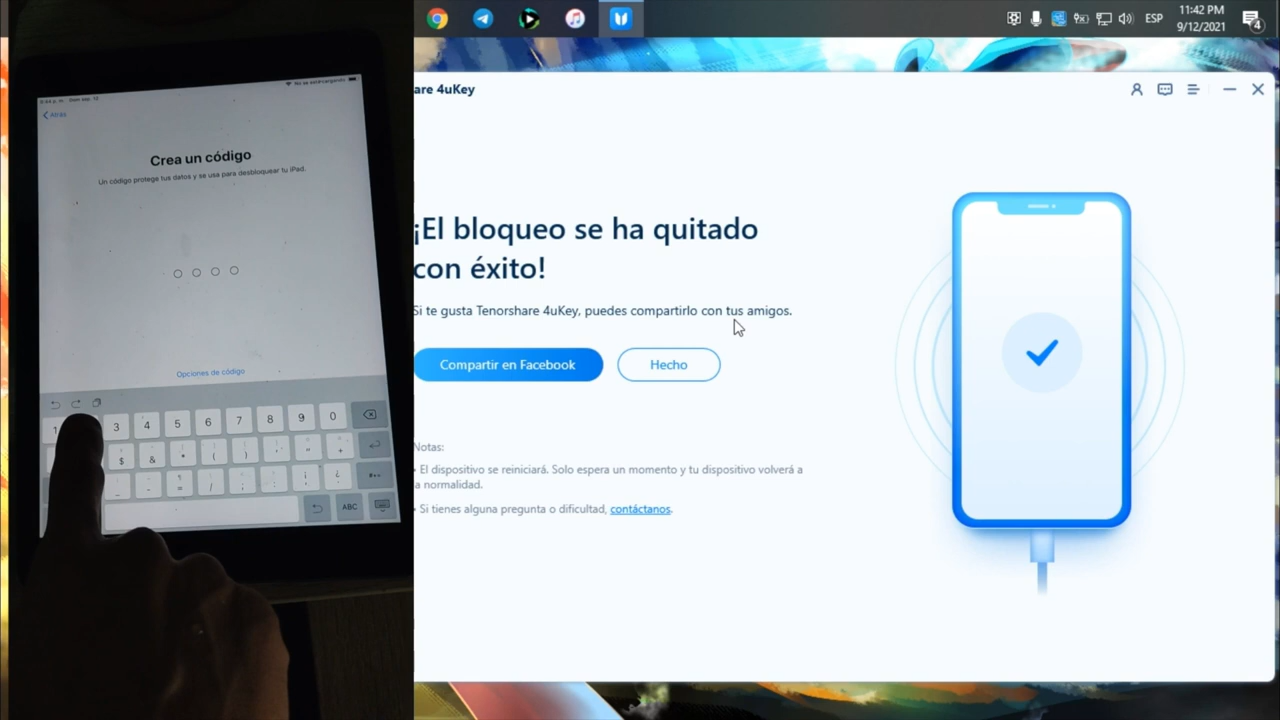 ESP
11:42 PM
9/12/2021
4
are 4uKey
¡El bloqueo se ha quitado
con éxito!
Si te gusta Tenorshare 4uKey, puedes compartirlo con tus amigos.
Compartir en Facebook
Hecho
Notas:
• El dispositivo se reiniciará. Solo espera un momento y tu dispositivo volverá a
la normalidad.
• Si tienes alguna pregunta o dificultad, contáctanos.
Atrás
Crea un código
Un código protege tus datos y se usa para desbloquear tu iPad.
Opciones de código
1 3 4 5 6 7 8 9 0
$ & * ( )
ABC